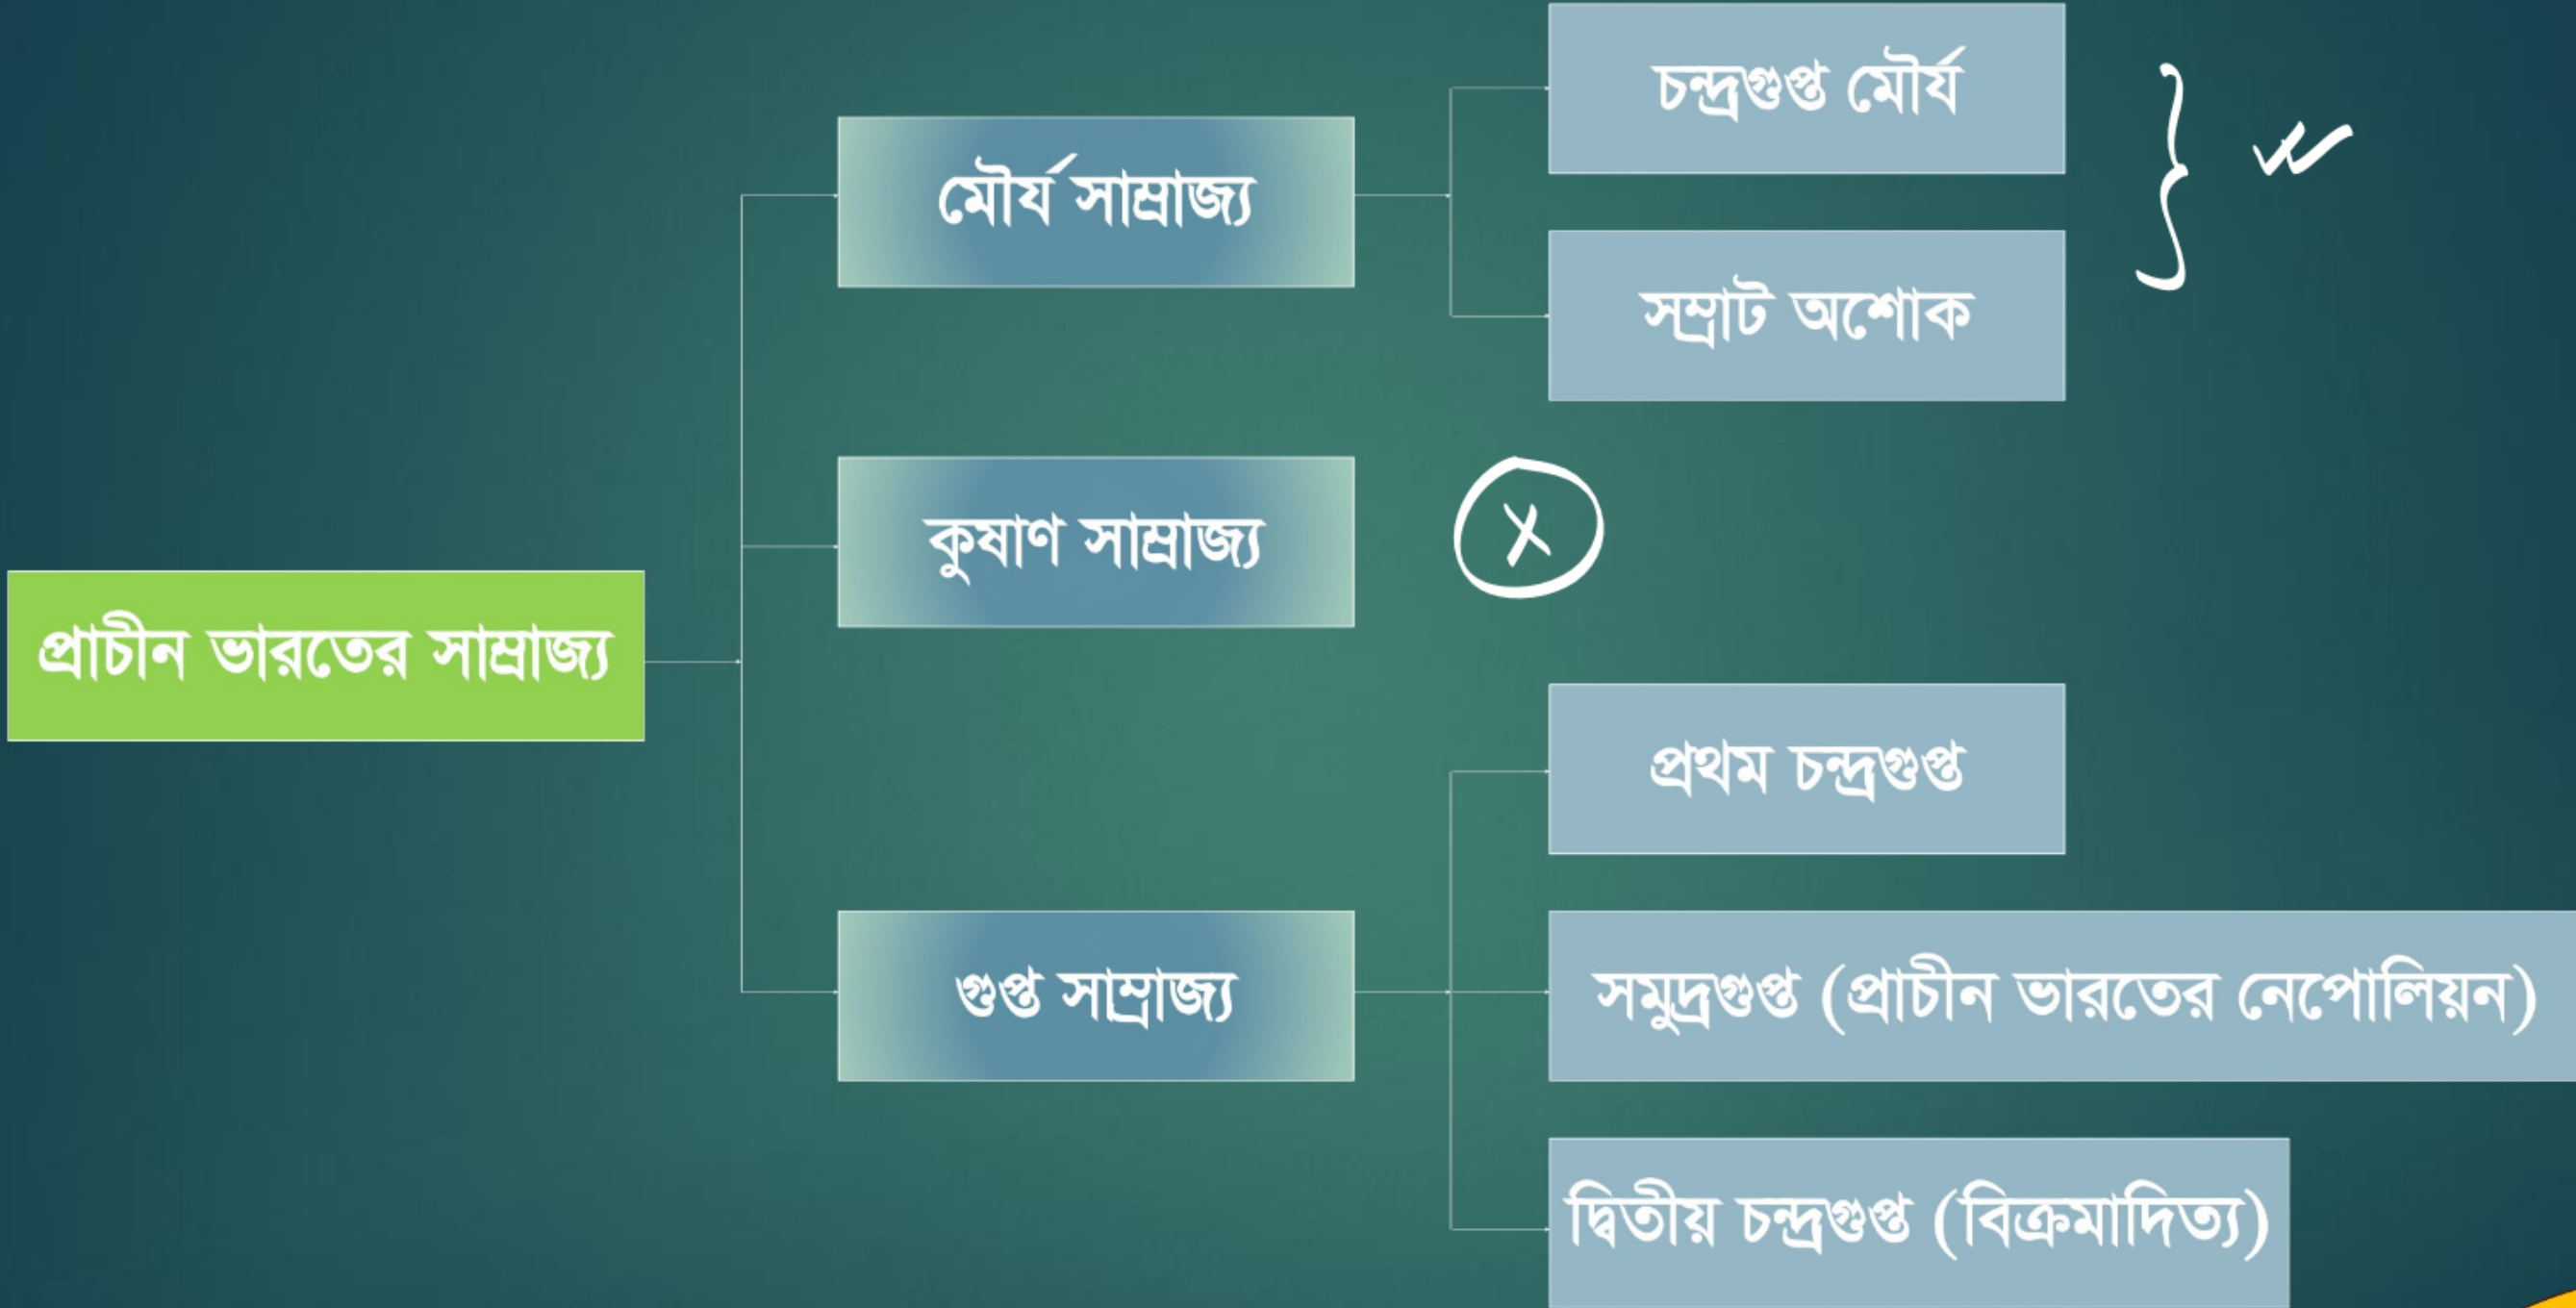 প্রাচীন ভারতের সাম্রাজ্য
মৌর্য সাম্রাজ্য
চন্দ্রগুপ্ত মৌর্য
সম্রাট অশোক
কুষাণ সাম্রাজ্য
x
গুপ্ত সাম্রাজ্য
প্রথম চন্দ্রগুপ্ত
সমুদ্রগুপ্ত (প্রাচীন ভারতের নেপোলিয়ন)
দ্বিতীয় চন্দ্রগুপ্ত (বিক্রমাদিত্য)